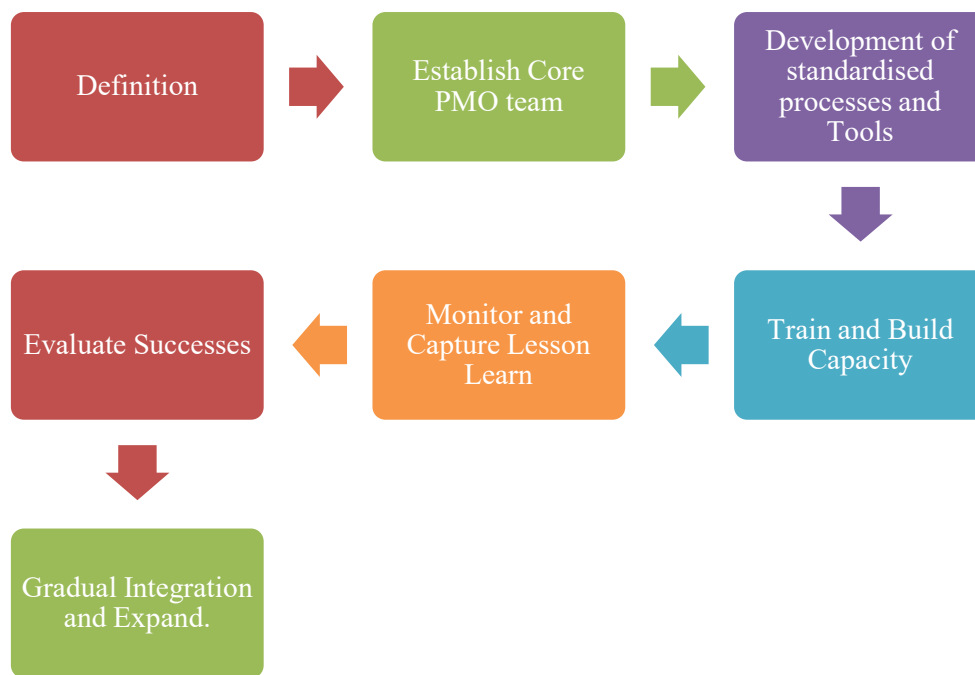 Definition
Establish Core
PMO team
Development of
standardised
processes and
Tools
Train and Build
Capacity
Monitor and
Capture Lesson
Learn
Evaluate Successes
Gradual Integration
and Expand.